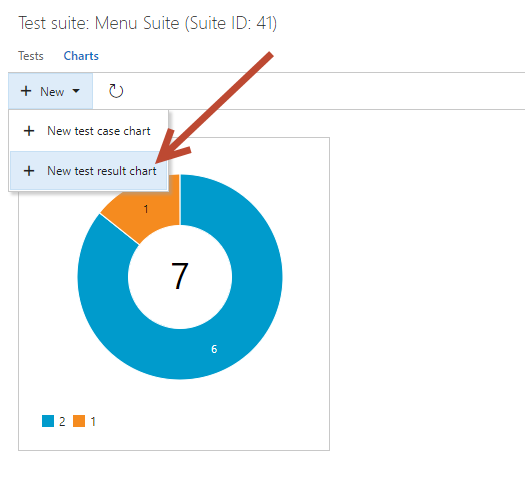 Test suite: Menu Suite (Suite ID: 41)
Tests Charts
+ New
+ New test case chart
+ New test result chart
1
7
6
2 1